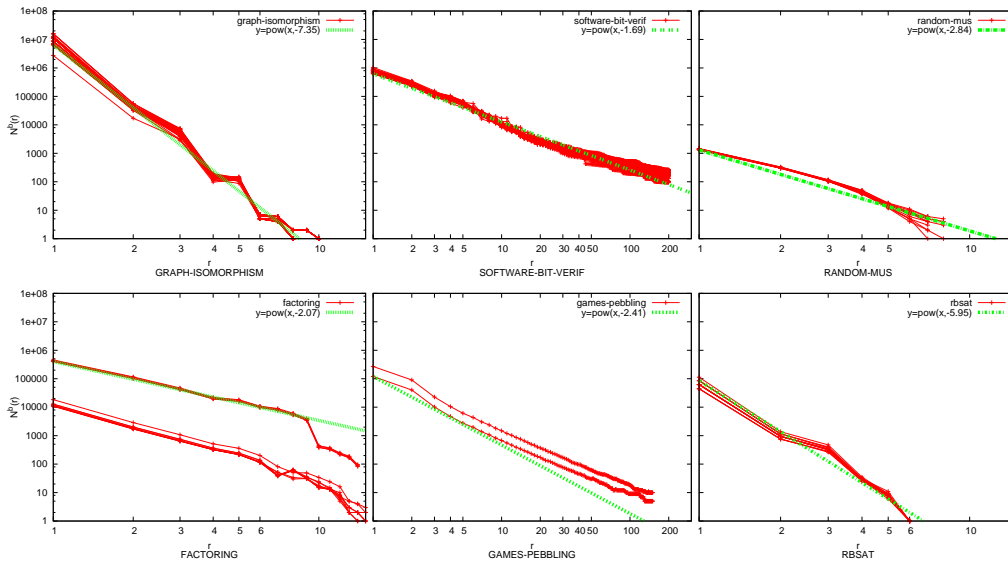 graph-isomorphism
y=pow(x,-7.35)
N^b(r)
1e+08
1e+07
1e+06
100000
10000
1000
100
10
1
1 2 3 4 5 6 10
r
GRAPH-ISOMORPHISM
software-bit-verif
y=pow(x,-1.69)
1 2 3 4 5 10 20 30 40 50 100 200
r
SOFTWARE-BIT-VERIF
random-mus
y=pow(x,-2.84)
1 2 3 4 5 6 10
r
RANDOM-MUS
factoring
y=pow(x,-2.07)
N^b(r)
1e+08
1e+07
1e+06
100000
10000
1000
100
10
1
1 2 3 4 5 6 10
r
FACTORING
games-pebbling
y=pow(x,-2.41)
1 2 3 4 5 10 20 30 40 50 100 200
r
GAMES-PEBBLING
rbsat
y=pow(x,-5.95)
1 2 3 4 5 6 10
r
RBSAT